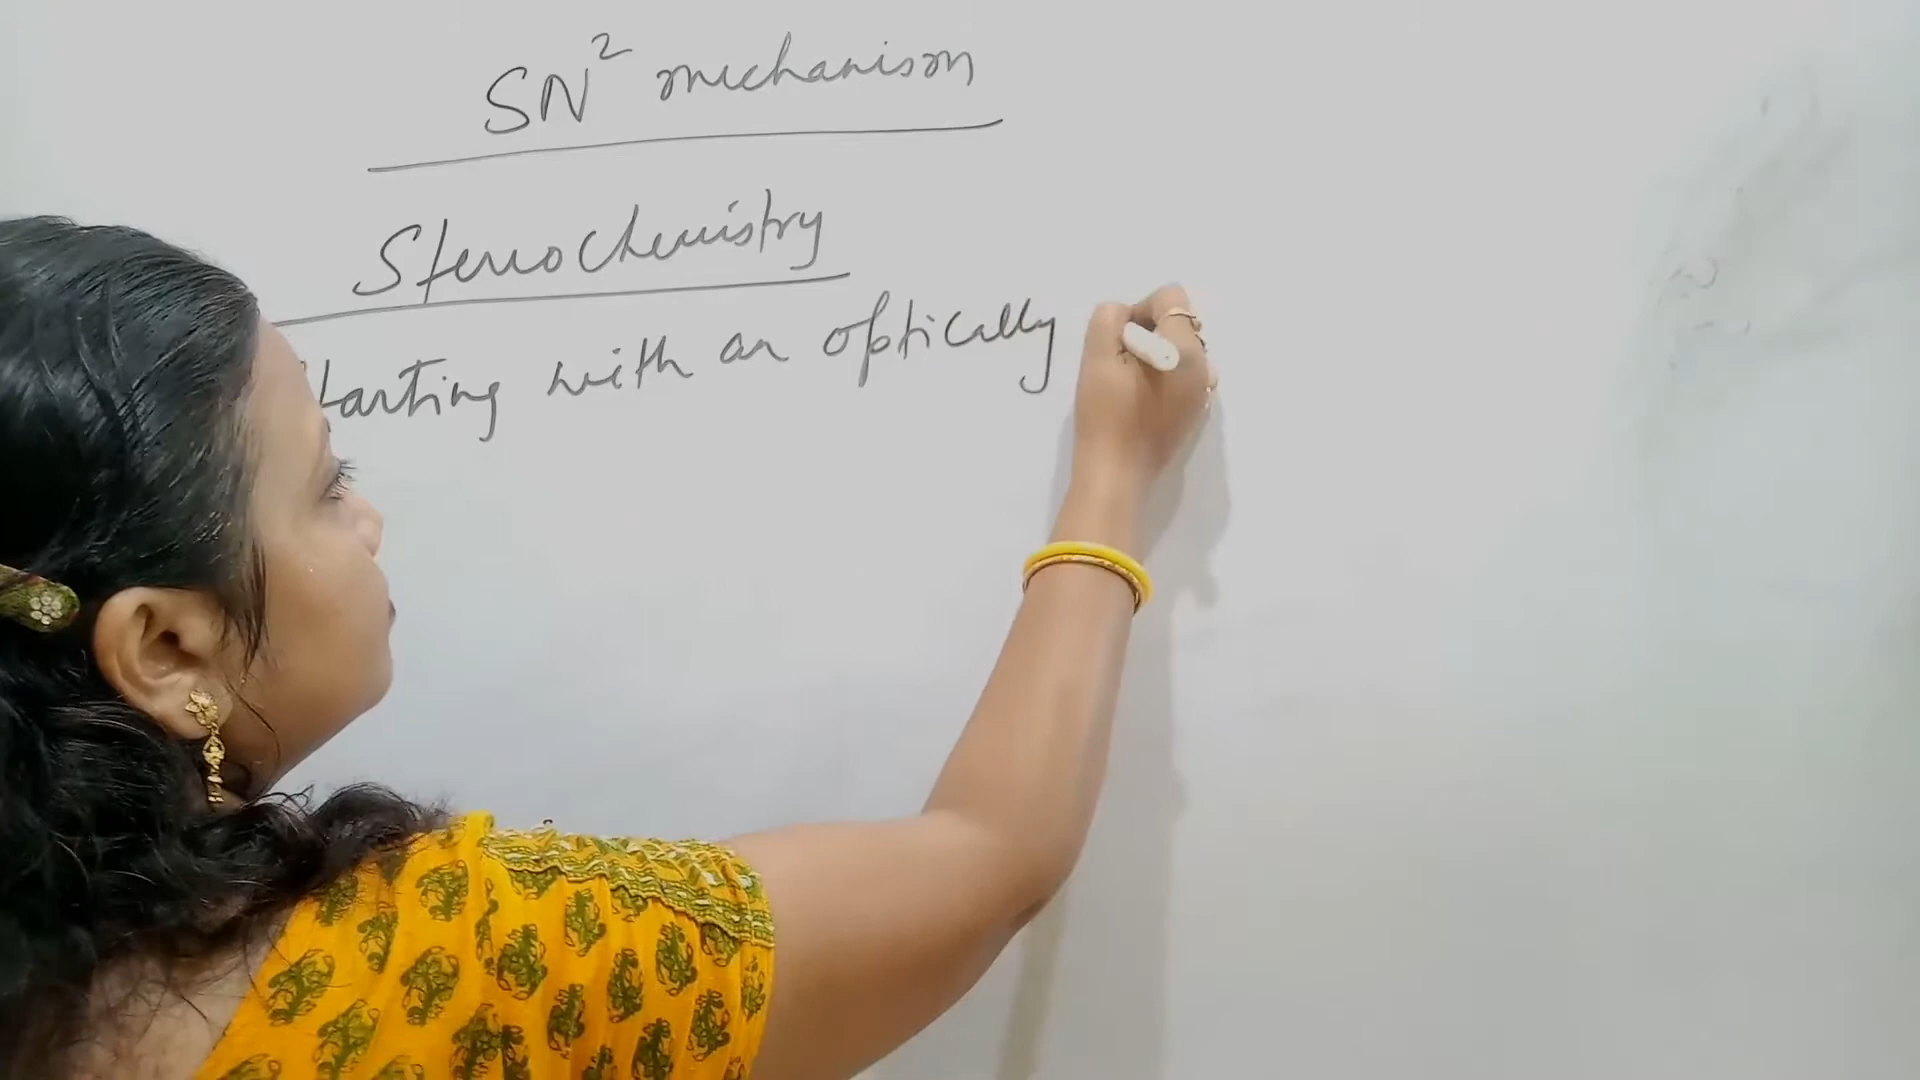 SN² mechanism
Stereochemistry
tarting with an optically